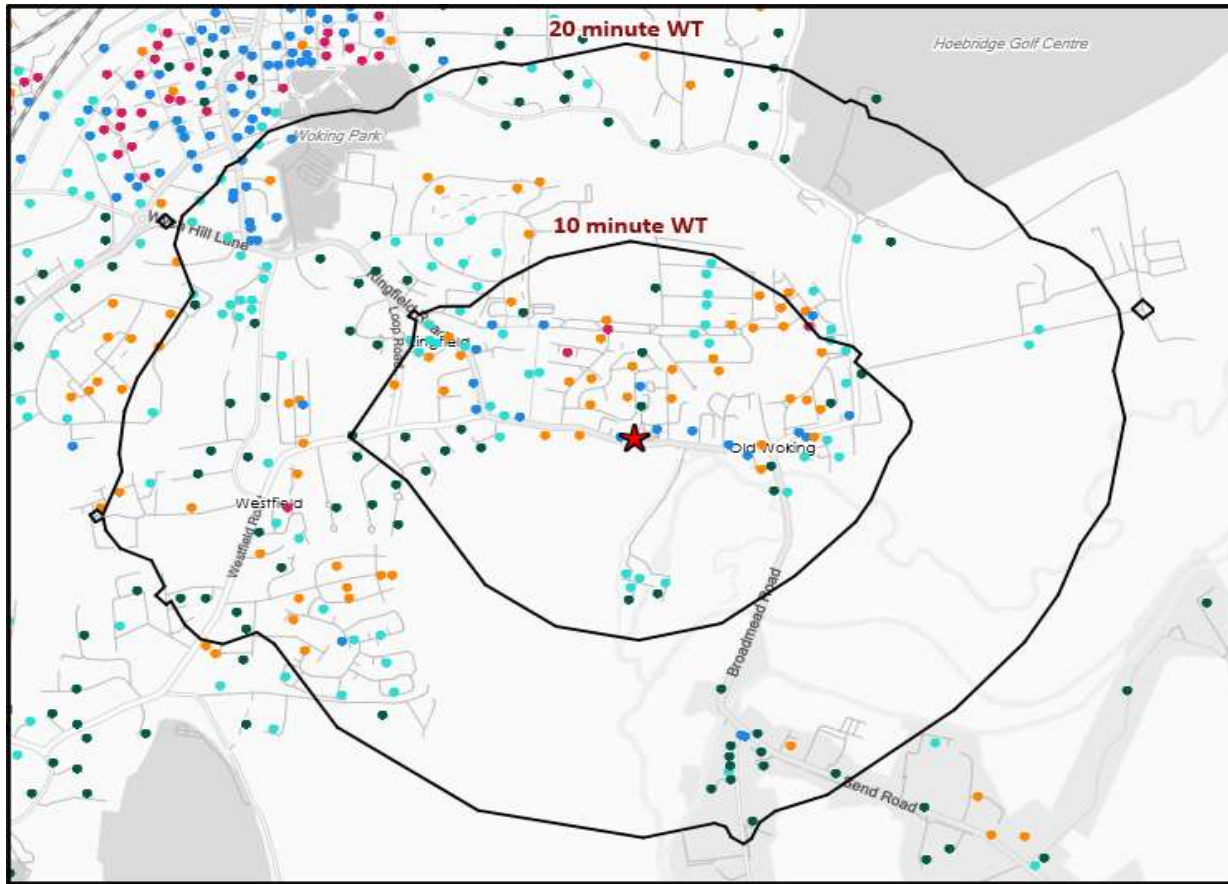 20 minute WT
Hoebridge Golf Centre
Woking Park
10 minute WT
Hill Lane
Kingfield Road
Loop Road
Kingfield
Old Woking
Westfield
Westfield Road
Broadmead Road
Send Road